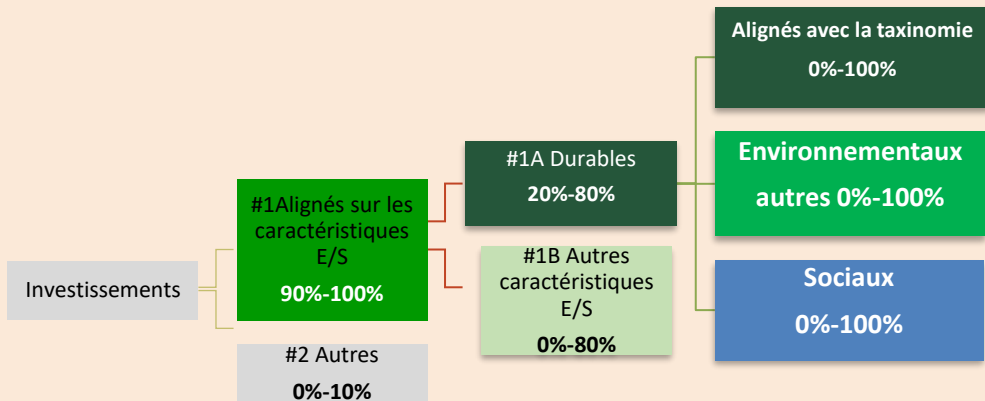 Investissements
#1Alignés sur les
caractéristiques
E/S
90%-100%
#2 Autres
0%-10%
#1A Durables
20%-80%
#1B Autres
caractéristiques
E/S
0%-80%
Alignés avec la taxinomie
0%-100%
Environnementaux
autres 0%-100%
Sociaux
0%-100%